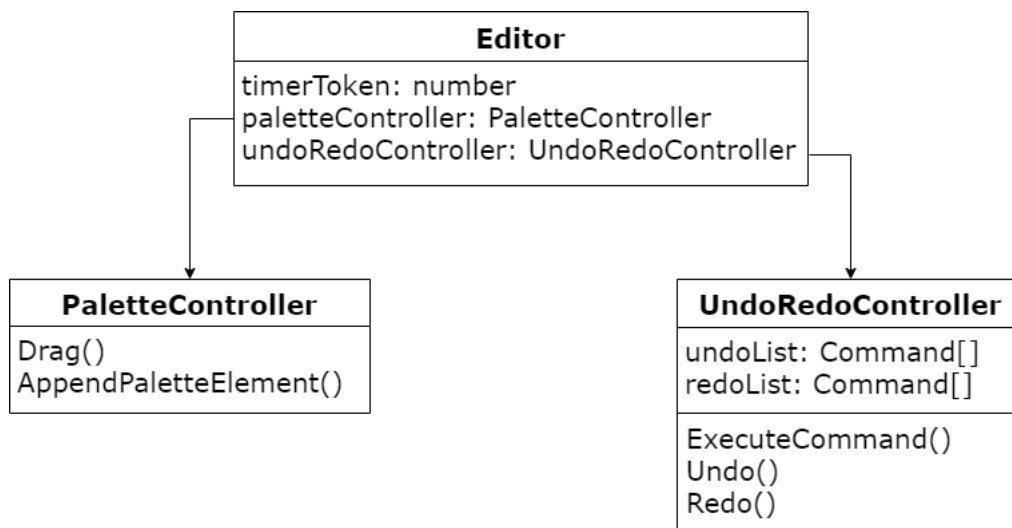 Editor
timerToken: number
paletteController: PaletteController
undoRedoController: UndoRedoController
PaletteController
Drag()
AppendPaletteElement()
UndoRedoController
undoList: Command[]
redoList: Command[]
ExecuteCommand()
Undo()
Redo()